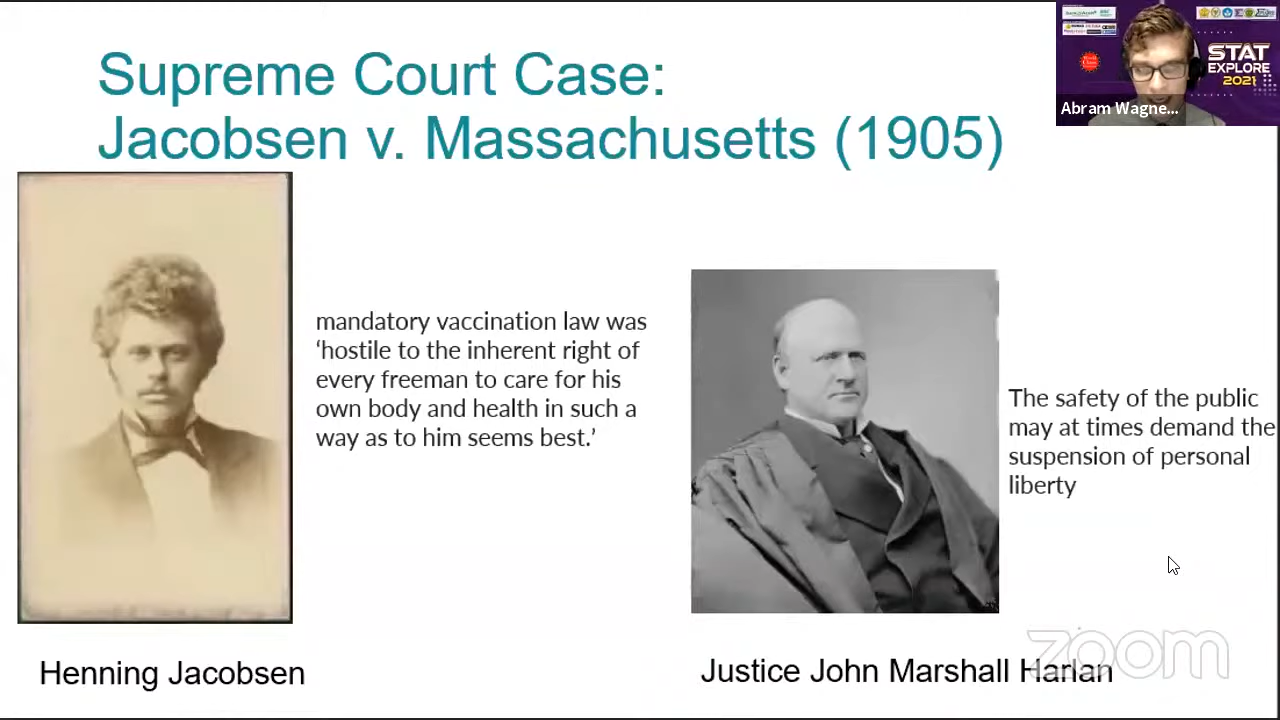 Supreme Court Case:
Jacobsen v. Massachusetts (1905)
STAT
EXPLORE
2021
Abram Wagne...
mandatory vaccination law was
‘hostile to the inherent right of
every freeman to care for his
own body and health in such a
way as to him seems best.’
The safety of the public
may at times demand the
suspension of personal
liberty
Henning Jacobsen
Justice John Marshall Harlan
zoom